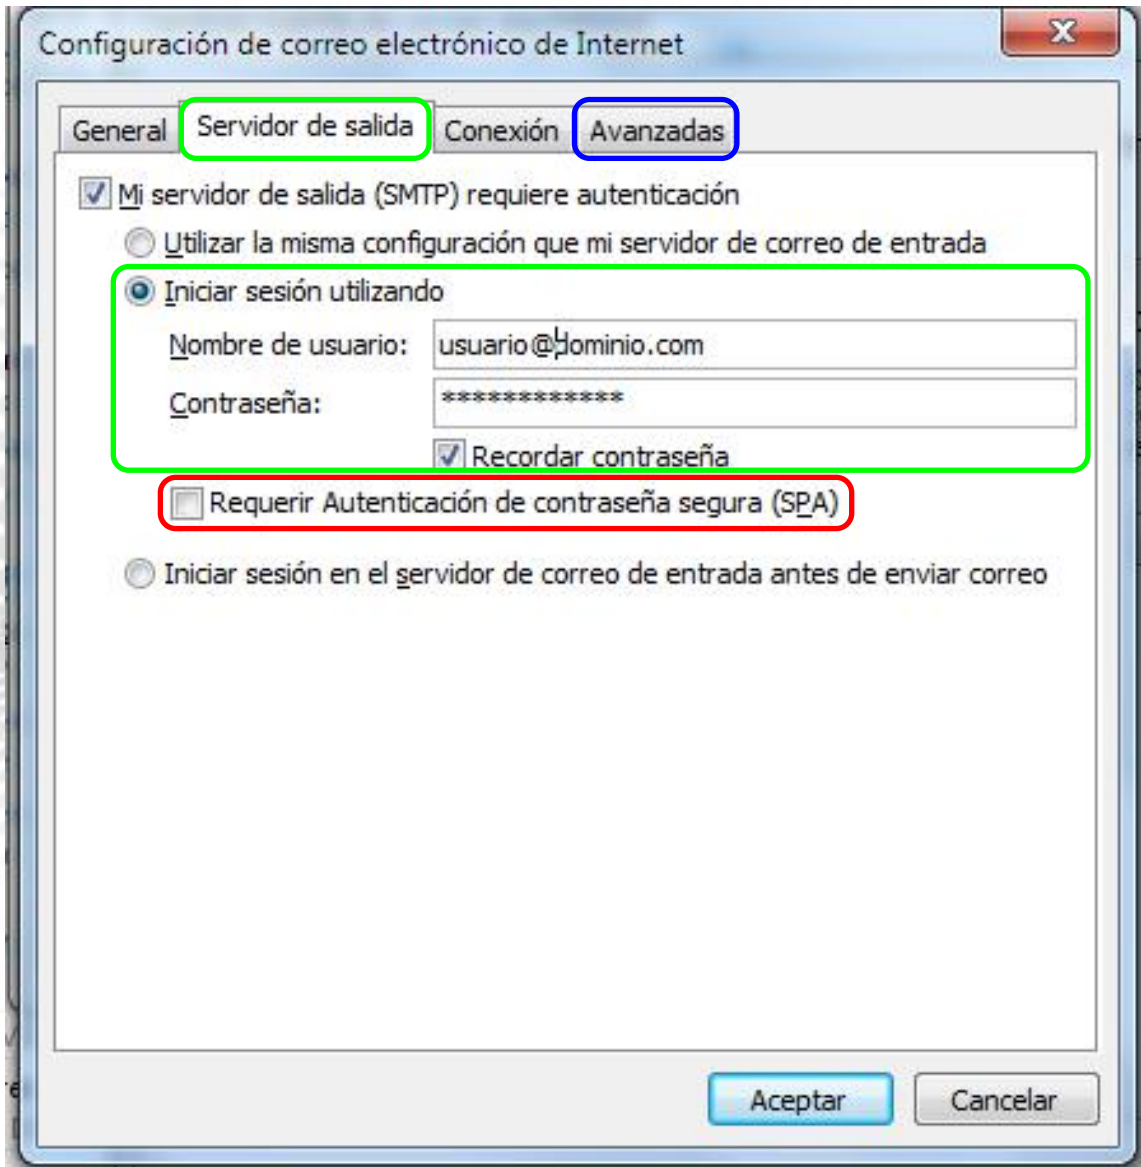 Configuración de correo electrónico de Internet
General Servidor de salida Conexión Avanzadas
Mi servidor de salida (SMTP) requiere autenticación
Utilizar la misma configuración que mi servidor de correo de entrada
Iniciar sesión utilizando
Nombre de usuario: usuario@dominio.com
Contraseña: ************
Recordar contraseña
Requerir Autenticación de contraseña segura (SPA)
Iniciar sesión en el servidor de correo de entrada antes de enviar correo
Aceptar Cancelar